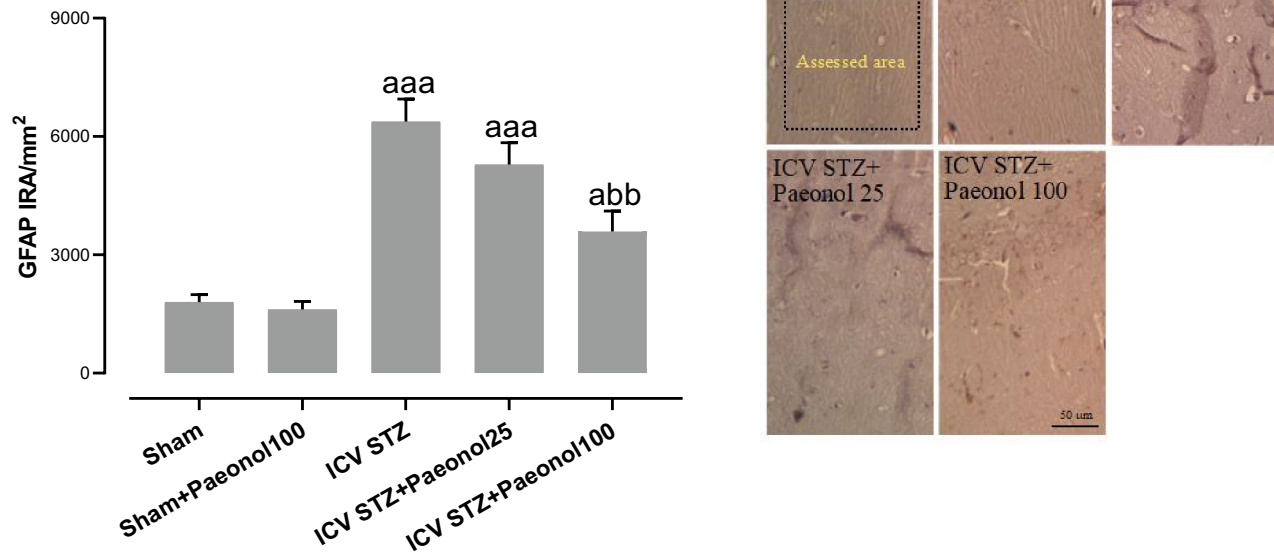 9000
6000
3000
0
GFAP IRA/mm²
aaa
aaa
abb
Sham
Sham+Paeonol100
ICV STZ
ICV STZ+Paeonol25
ICV STZ+Paeonol100
Assessed area
ICV STZ+
Paeonol 25
ICV STZ+
Paeonol 100
50 um